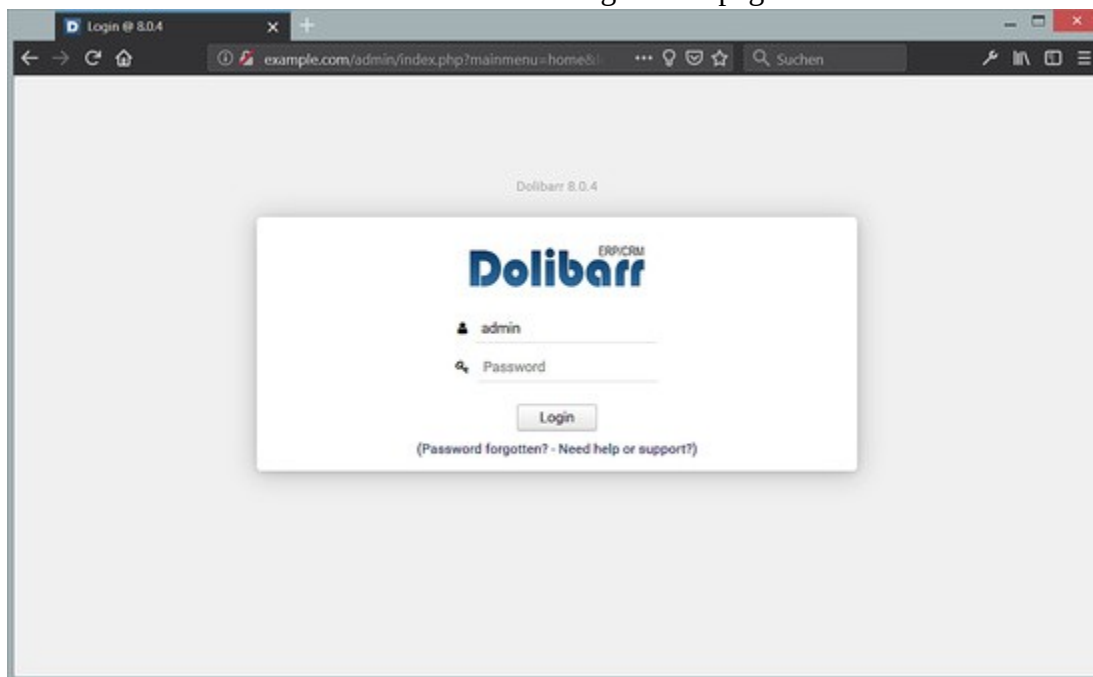 Login @ 8.0.4
example.com/admin/index.php?mainmenu=home&
Suchen
Dolibarr 8.0.4
Dolibarr ERP/CRM
admin
Password
Login
(Password forgotten? - Need help or support?)